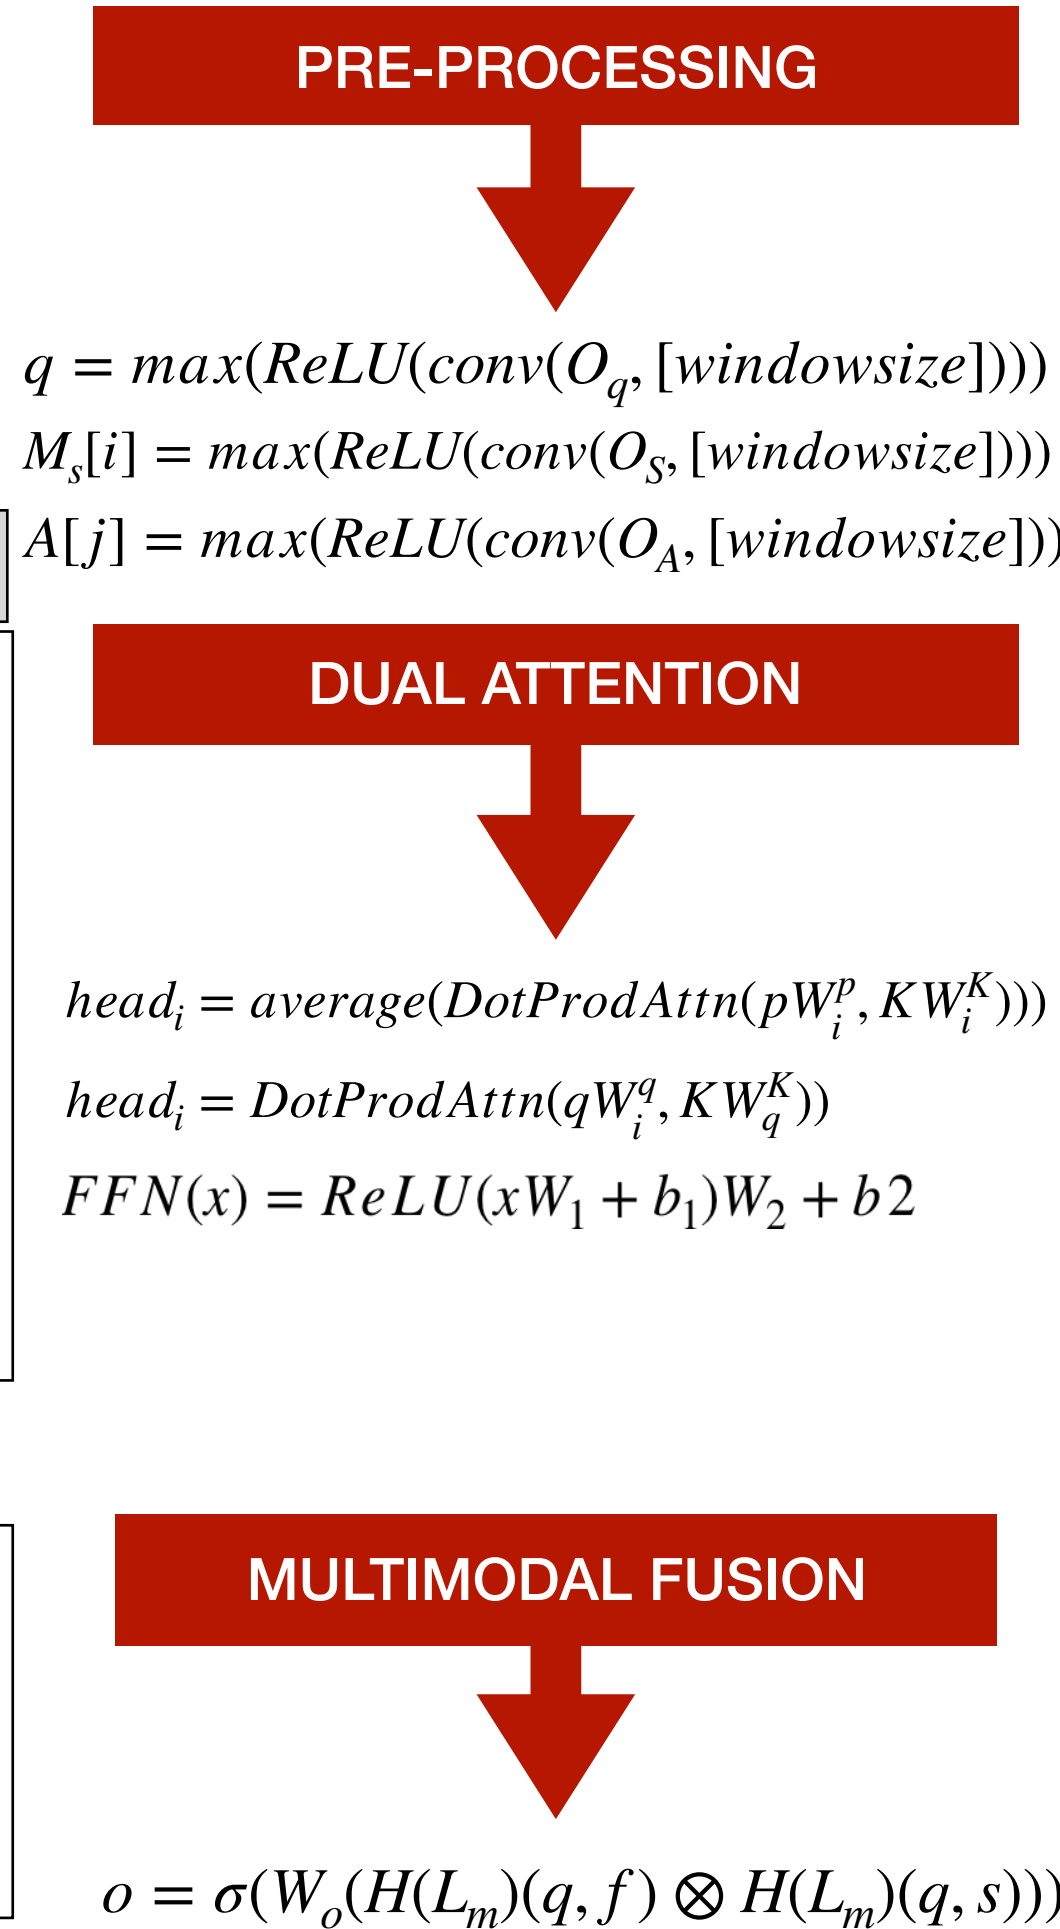 PRE-PROCESSING
q = max(ReLU(conv(O_q, [windowsize])))
M_s[i] = max(ReLU(conv(O_S, [windowsize])))
A[j] = max(ReLU(conv(O_A, [windowsize]))
DUAL ATTENTION
head_i = average(DotProdAttn(pW_i^p, KW_i^K)))
head_i = DotProdAttn(qW_i^q, KW_q^K))
FFN(x) = ReLU(xW_1 + b_1)W_2 + b2
MULTIMODAL FUSION
o = σ(W_o(H(L_m)(q, f) ⊗ H(L_m)(q, s)))